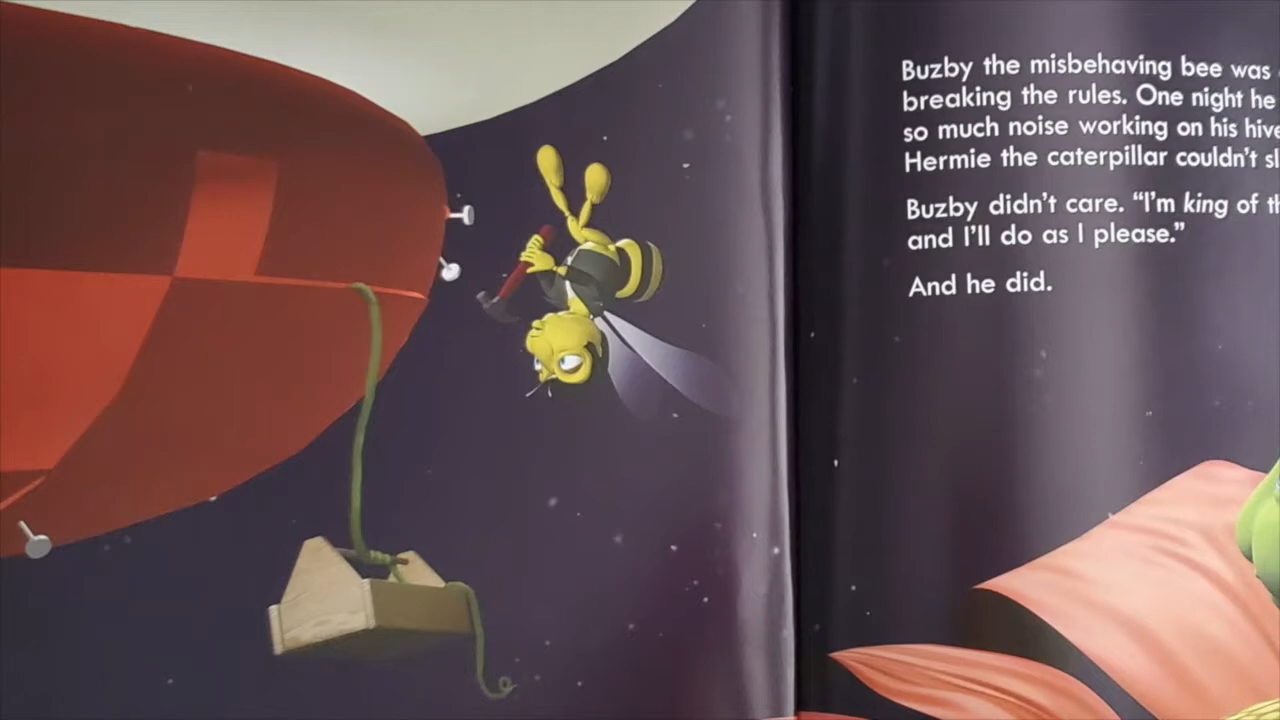 Buzby the misbehaving bee was
breaking the rules. One night he
so much noise working on his hive
Hermie the caterpillar couldn't
Buzby didn't care. “I'm king of
and I'll do as I please.”
And he did.